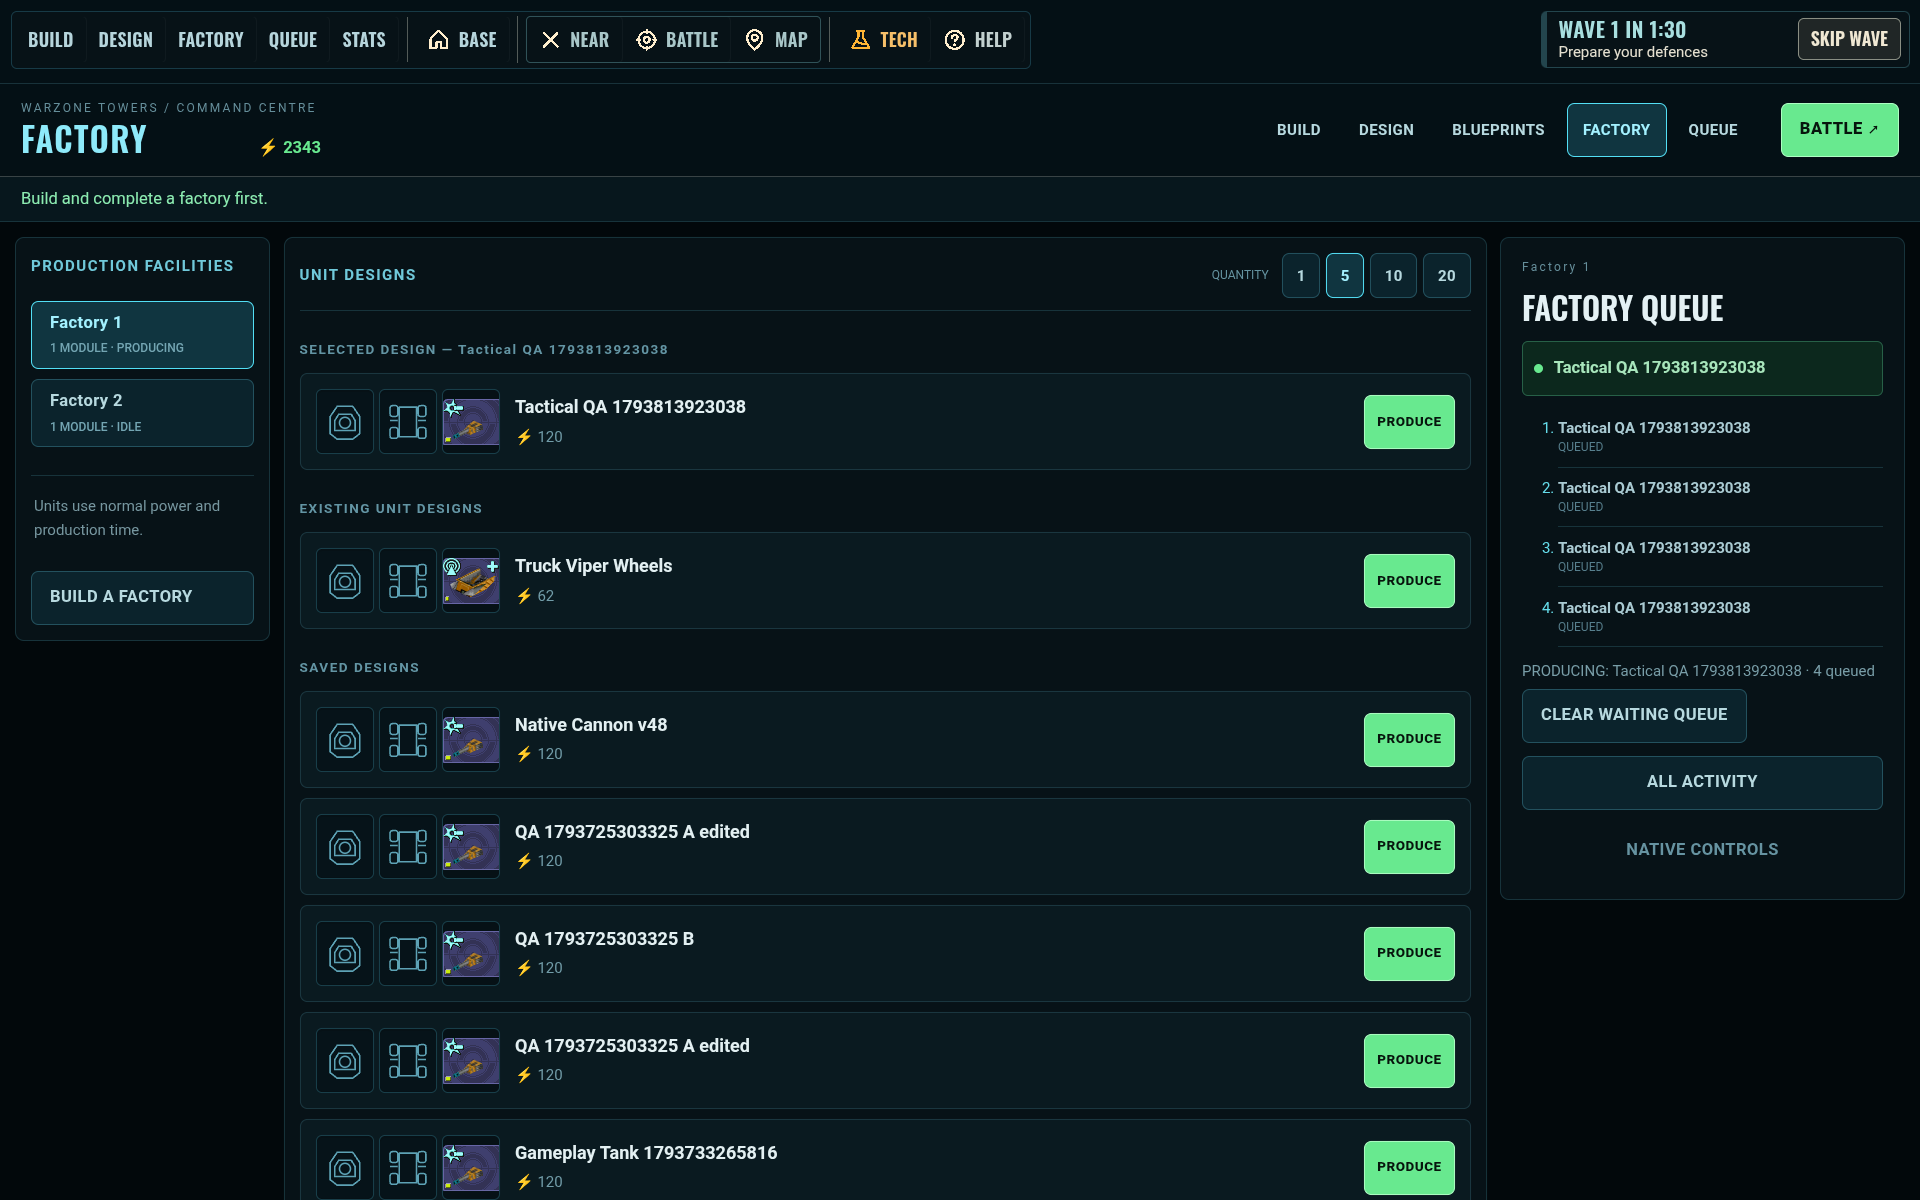 BUILD DESIGN FACTORY QUEUE STATS BASE NEAR BATTLE MAP TECH HELP
WAVE 1 IN 1:30
Prepare your defences
SKIP WAVE
WARZONE TOWERS / COMMAND CENTRE
FACTORY
⚡ 2343
BUILD DESIGN BLUEPRINTS FACTORY QUEUE BATTLE ↗
Build and complete a factory first.
PRODUCTION FACILITIES
Factory 1
1 MODULE · PRODUCING
Factory 2
1 MODULE · IDLE
Units use normal power and
production time.
BUILD A FACTORY
UNIT DESIGNS
QUANTITY 1 5 10 20
SELECTED DESIGN — Tactical QA 1793813923038
Tactical QA 1793813923038
⚡ 120
PRODUCE
EXISTING UNIT DESIGNS
Truck Viper Wheels
⚡ 62
PRODUCE
SAVED DESIGNS
Native Cannon v48
⚡ 120
PRODUCE
QA 1793725303325 A edited
⚡ 120
PRODUCE
QA 1793725303325 B
⚡ 120
PRODUCE
QA 1793725303325 A edited
⚡ 120
PRODUCE
Gameplay Tank 1793733265816
⚡ 120
PRODUCE
Factory 1
FACTORY QUEUE
Tactical QA 1793813923038
1. Tactical QA 1793813923038
QUEUED
2. Tactical QA 1793813923038
QUEUED
3. Tactical QA 1793813923038
QUEUED
4. Tactical QA 1793813923038
QUEUED
PRODUCING: Tactical QA 1793813923038 · 4 queued
CLEAR WAITING QUEUE
ALL ACTIVITY
NATIVE CONTROLS